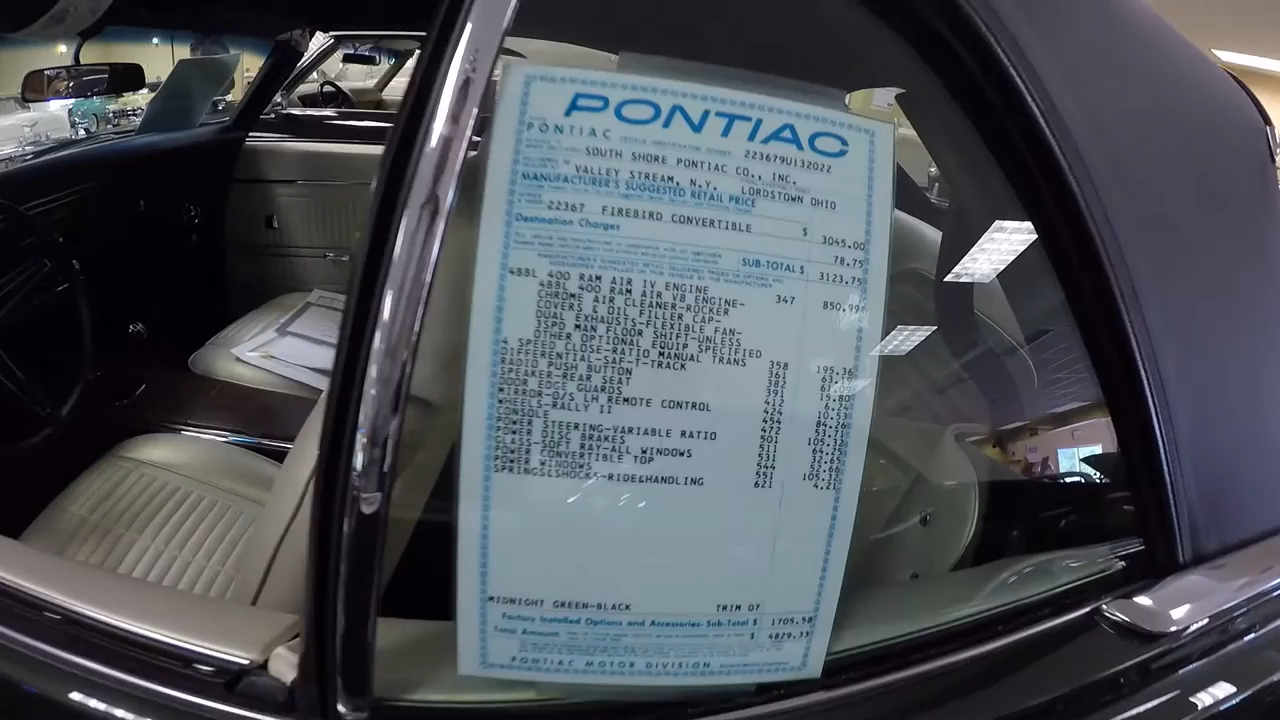 PONTIAC
PONTIAC 223679U132022
SOUTH SHORE PONTIAC CO., INC.
VALLEY STREAM, N.Y. LORDSTOWN OHIO
MANUFACTURER'S SUGGESTED RETAIL PRICE
22367 FIREBIRD CONVERTIBLE $ 3045.00
Destination Charges 78.75
SUB-TOTAL $ 3123.75
488L 400 RAM AIR IV ENGINE 347 850.99
488L 400 RAM AIR V8 ENGINE-
CHROME AIR CLEANER-ROCKER
COVERS & OIL FILLER CAP-
DUAL EXHAUSTS-FLEXIBLE FAN-
3SPD MAN FLOOR SHIFT-UNLESS
OTHER OPTIONAL EQUIP SPECIFIED
4 SPEED CLOSE-RATIO MANUAL TRANS 358 195.36
DIFFERENTIAL-SAF-T-TRACK 361 63.19
RADIO PUSH BUTTON 382 61.09
SPEAKER-REAR SEAT 391 15.80
DOOR EDGE GUARDS 412 6.24
MIRROR-O/S LH REMOTE CONTROL 424 10.53
WHEELS-RALLY II 454 84.26
CONSOLE 472 53.71
POWER STEERING-VARIABLE RATIO 501 105.32
POWER DISC BRAKES 511 64.25
GLASS-SOFT RAY-ALL WINDOWS 531 32.65
POWER CONVERTIBLE TOP 544 52.66
POWER WINDOWS 551 105.32
SPRINGS&SHOCKS-RIDE&HANDLING 621 4.21
MIDNIGHT GREEN-BLACK TRIM 07
Factory Installed Options and Accessories-Sub-Total $ 1705.58
Total Amount $ 4829.33
PONTIAC MOTOR DIVISION